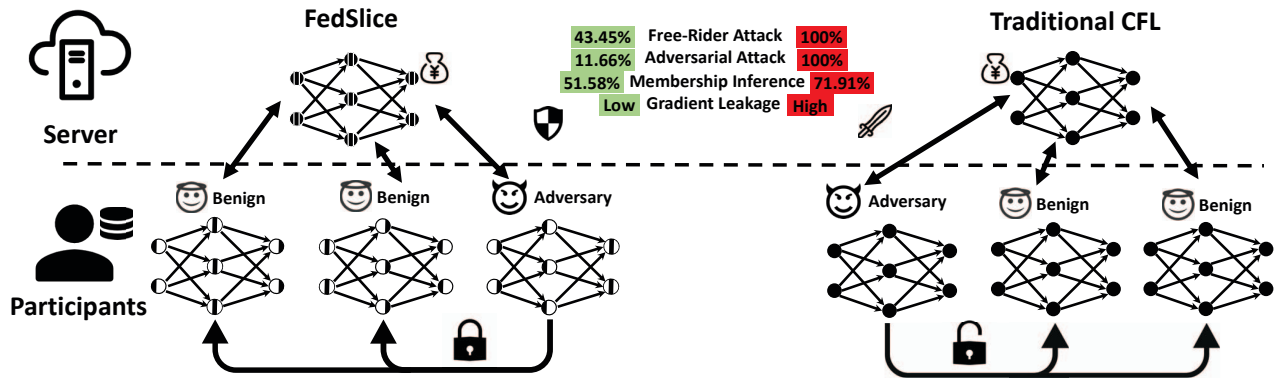 FedSlice
Traditional CFL
43.45% Free-Rider Attack 100%
11.66% Adversarial Attack 100%
51.58% Membership Inference 71.91%
Low Gradient Leakage High
¥
¥
Server
Benign
Benign
Adversary
Adversary
Benign
Benign
Participants